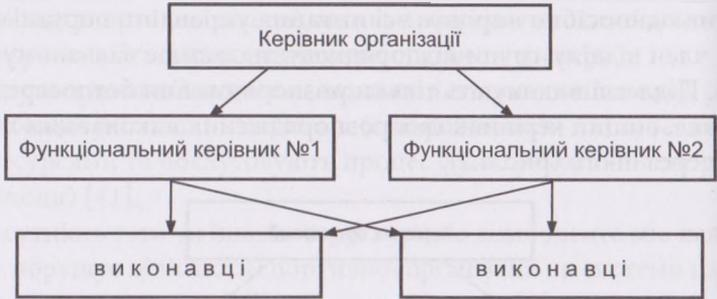 Керівник організації
Функціональний керівник №1
Функціональний керівник №2
виконавці
виконавці